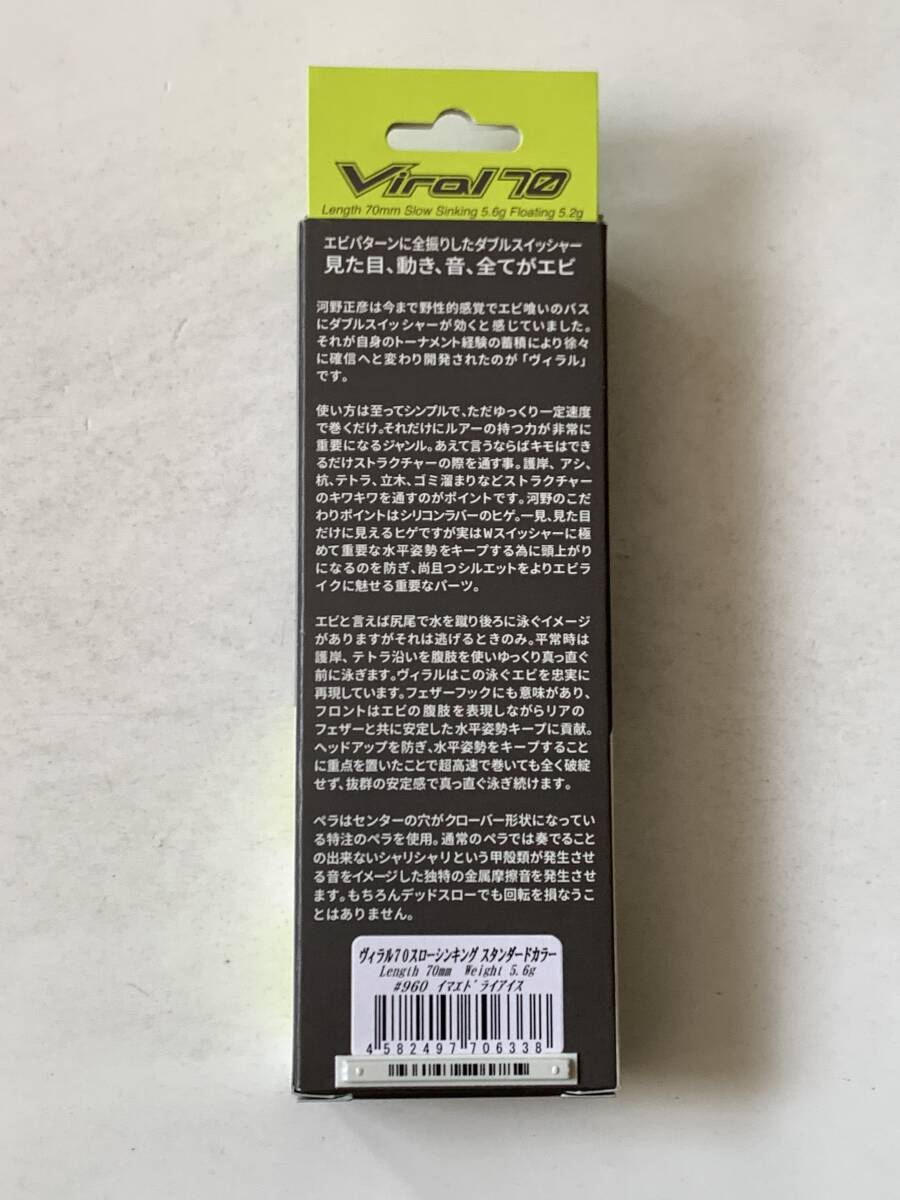 Viral 70
Length 70mm Slow Sinking 5.6g Floating 5.2g
エビパターンに全振りしたダブルスイッシャー
見た目、動き、音、全てがエビ
河野正彦は今まで野性的感覚でエビ喰いのバス
にダブルスイッシャーが効くと感じていました。
それが自身のトーナメント経験の蓄積により徐々
に確信へと変わり開発されたのが「ヴィラル」
です。
使い方は至ってシンプルで、ただゆっくり一定速度
で巻くだけ。それだけにルアーの持つ力が非常に
重要になるジャンル。あえて言うならばキモはでき
るだけストラクチャーの際を通す事。護岸、アシ、
杭、テトラ、立木、ゴミ溜まりなどストラクチャー
のキワキワを通すのがポイントです。河野のこだ
わりポイントはシリコンラバーのヒゲ。一見、見た目
だけに見えるヒゲですが実はWスイッシャーに極
めて重要な水平姿勢をキープする為に頭上がり
になるのを防ぎ、尚且つシルエットをよりエビラ
イクに魅せる重要なパーツ。
エビと言えば尻尾で水を蹴り後ろに泳ぐイメージ
がありますがそれは逃げるときのみ。平常時は
護岸、テトラ沿いを腹肢を使いゆっくり真っ直ぐ
前に泳ぎます。ヴィラルはこの泳ぐエビを忠実に
再現しています。フェザーフックにも意味があり、
フロントはエビの腹肢を表現しながらリアの
フェザーと共に安定した水平姿勢キープに貢献。
ヘッドアップを防ぎ、水平姿勢をキープすること
に重点を置いたことで超高速で巻いても全く破綻
せず、抜群の安定感で真っ直ぐ泳ぎ続けます。
ペラはセンターの穴がクローバー形状になってい
る特注のペラを使用。通常のペラでは奏でること
の出来ないシャリシャリという甲殻類が発生させ
る音をイメージした独特の金属摩擦音を発生させ
ます。もちろんデッドスローでも回転を損なうこ
とはありません。
ヴィラル70スローシンキング スタンダードカラー
Length 70mm Weight 5.6g
#960 イマエドライアイス
4 582497 706338